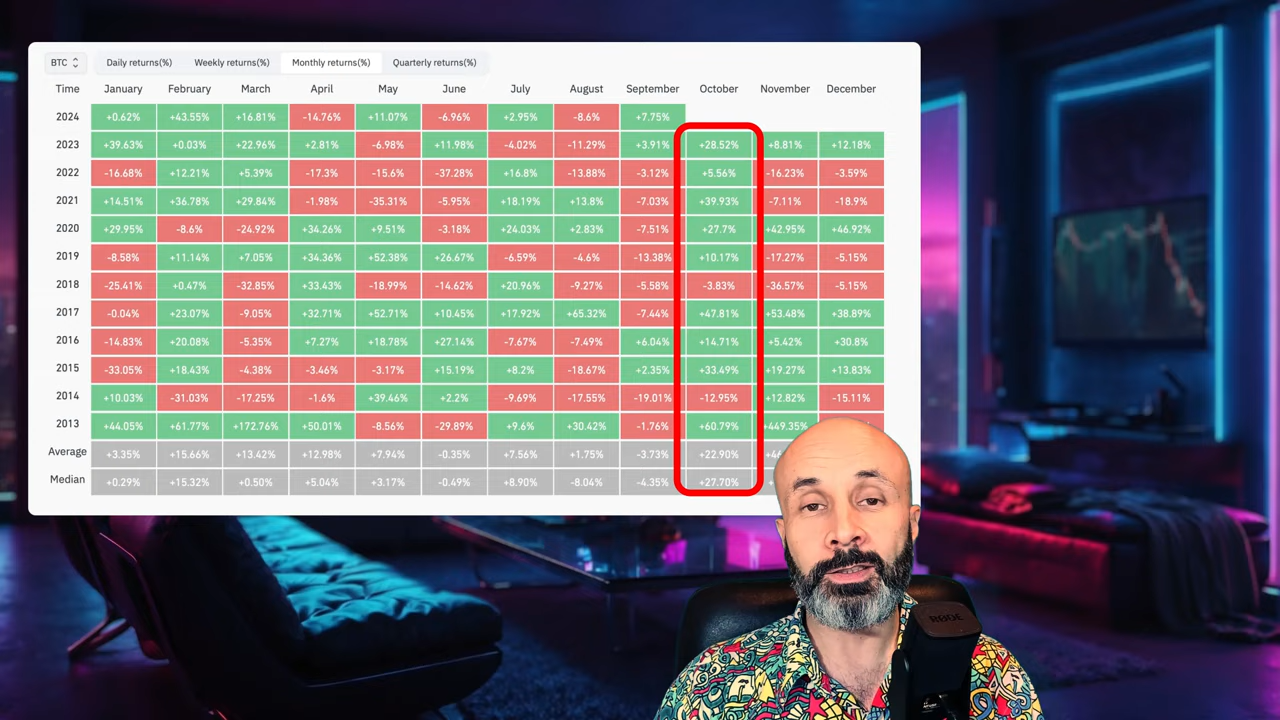 BTC Daily returns(%) Weekly returns(%) Monthly returns(%) Quarterly returns(%)
Time January February March April May June July August September October November December
2024 +0.62% +43.55% +16.81% -14.76% +11.07% -6.96% +2.95% -8.6% +7.75%
2023 +39.63% +0.03% +22.96% +2.81% -6.98% +11.98% -4.02% -11.29% +3.91% +28.52% +8.81% +12.18%
2022 -16.68% +12.21% +5.39% -17.3% -15.6% -37.28% +16.8% -13.88% -3.12% +5.56% -16.23% -3.59%
2021 +14.51% +36.78% +29.84% -1.98% -35.31% -5.95% +18.19% +13.8% -7.03% +39.93% -7.11% -18.9%
2020 +29.95% -8.6% -24.92% +34.26% +9.51% -3.18% +24.03% +2.83% -7.51% +27.7% +42.95% +46.92%
2019 -8.58% +11.14% +7.05% +34.36% +52.38% +26.67% -6.59% -4.6% -13.38% +10.17% -17.27% -5.15%
2018 -25.41% +0.47% -32.85% +33.43% -18.99% -14.62% +20.96% -9.27% -5.58% -3.83% -36.57% -5.15%
2017 -0.04% +23.07% -9.05% +32.71% +52.71% +10.45% +17.92% +65.32% -7.44% +47.81% +53.48% +38.89%
2016 -14.83% +20.08% -5.35% +7.27% +18.78% +27.14% -7.67% -7.49% +6.04% +14.71% +5.42% +30.8%
2015 -33.05% +18.43% -4.38% -3.46% -3.17% +15.19% +8.2% -18.67% +2.35% +33.49% +19.27% +13.83%
2014 +10.03% -31.03% -17.25% -1.6% +39.46% +2.2% -9.69% -17.55% -19.01% -12.95% +12.82% -15.11%
2013 +44.05% +61.77% +172.76% +50.01% -8.56% -29.89% +9.6% +30.42% -1.76% +60.79% +449.35%
Average +3.35% +15.66% +13.42% +12.98% +7.94% -0.35% +7.56% +1.75% -3.73% +22.90%
Median +0.29% +15.32% +0.50% +5.04% +3.17% -0.49% +8.90% -8.04% -4.35% +27.70%
RØDE